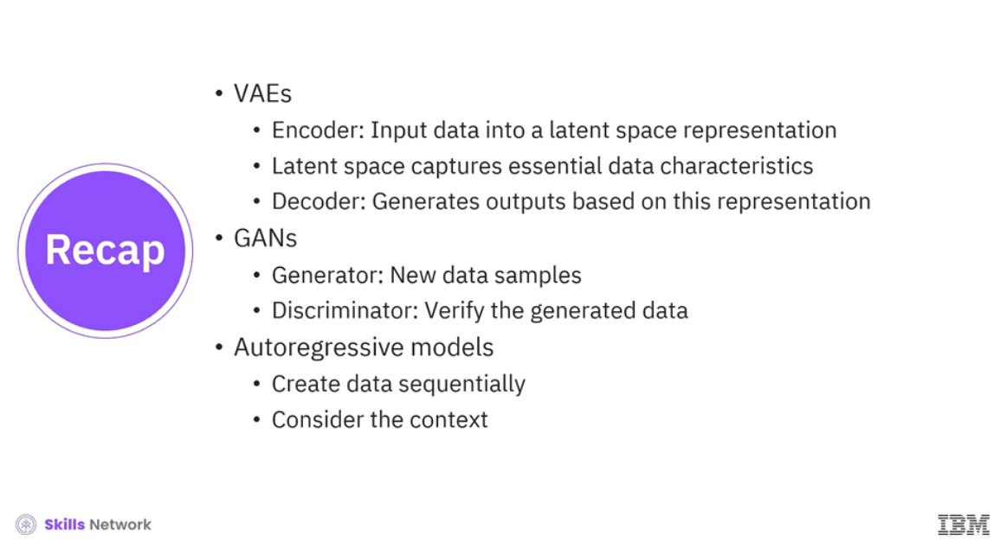 Recap
• VAEs
• Encoder: Input data into a latent space representation
• Latent space captures essential data characteristics
• Decoder: Generates outputs based on this representation
• GANs
• Generator: New data samples
• Discriminator: Verify the generated data
• Autoregressive models
• Create data sequentially
• Consider the context
Skills Network
IBM